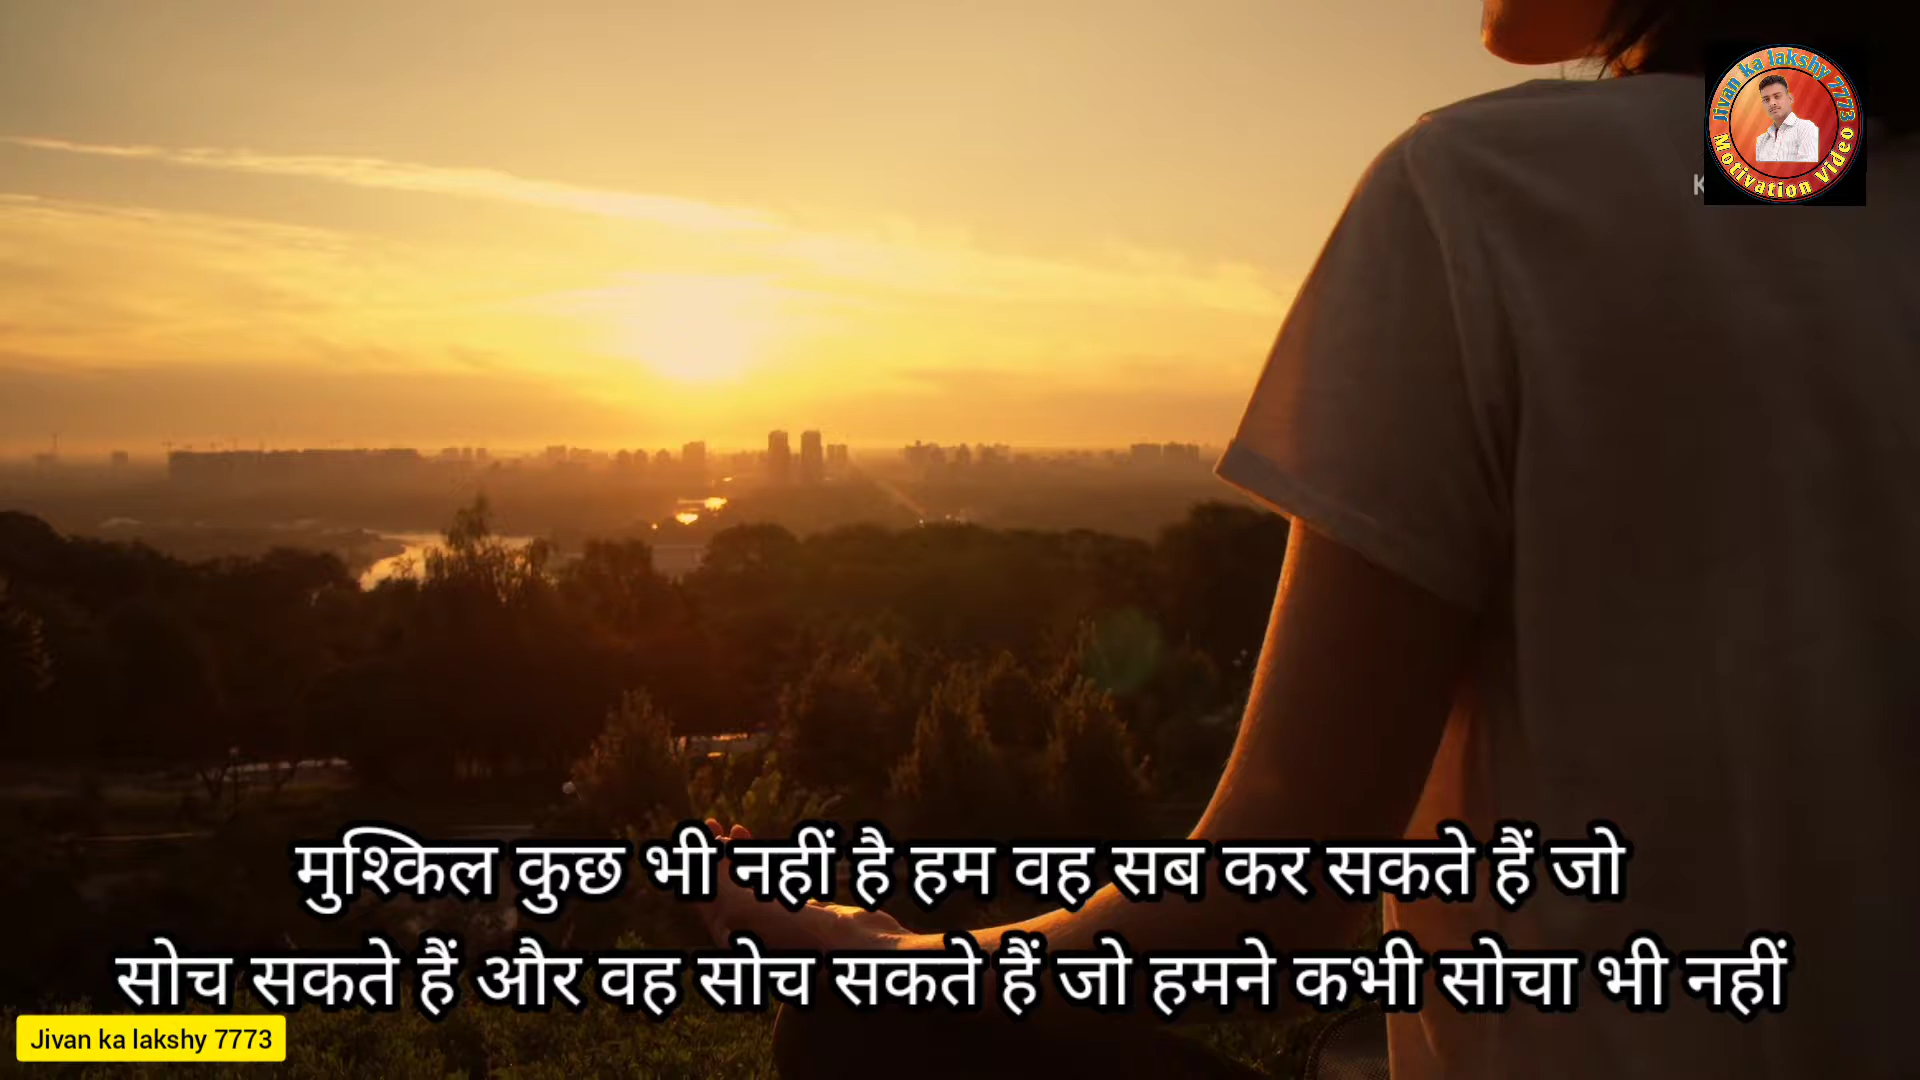 Jivan ka lakshy 7773
Motivation Video
मुश्किल कुछ भी नहीं है हम वह सब कर सकते हैं जो
सोच सकते हैं और वह सोच सकते हैं जो हमने कभी सोचा भी नहीं
Jivan ka lakshy 7773